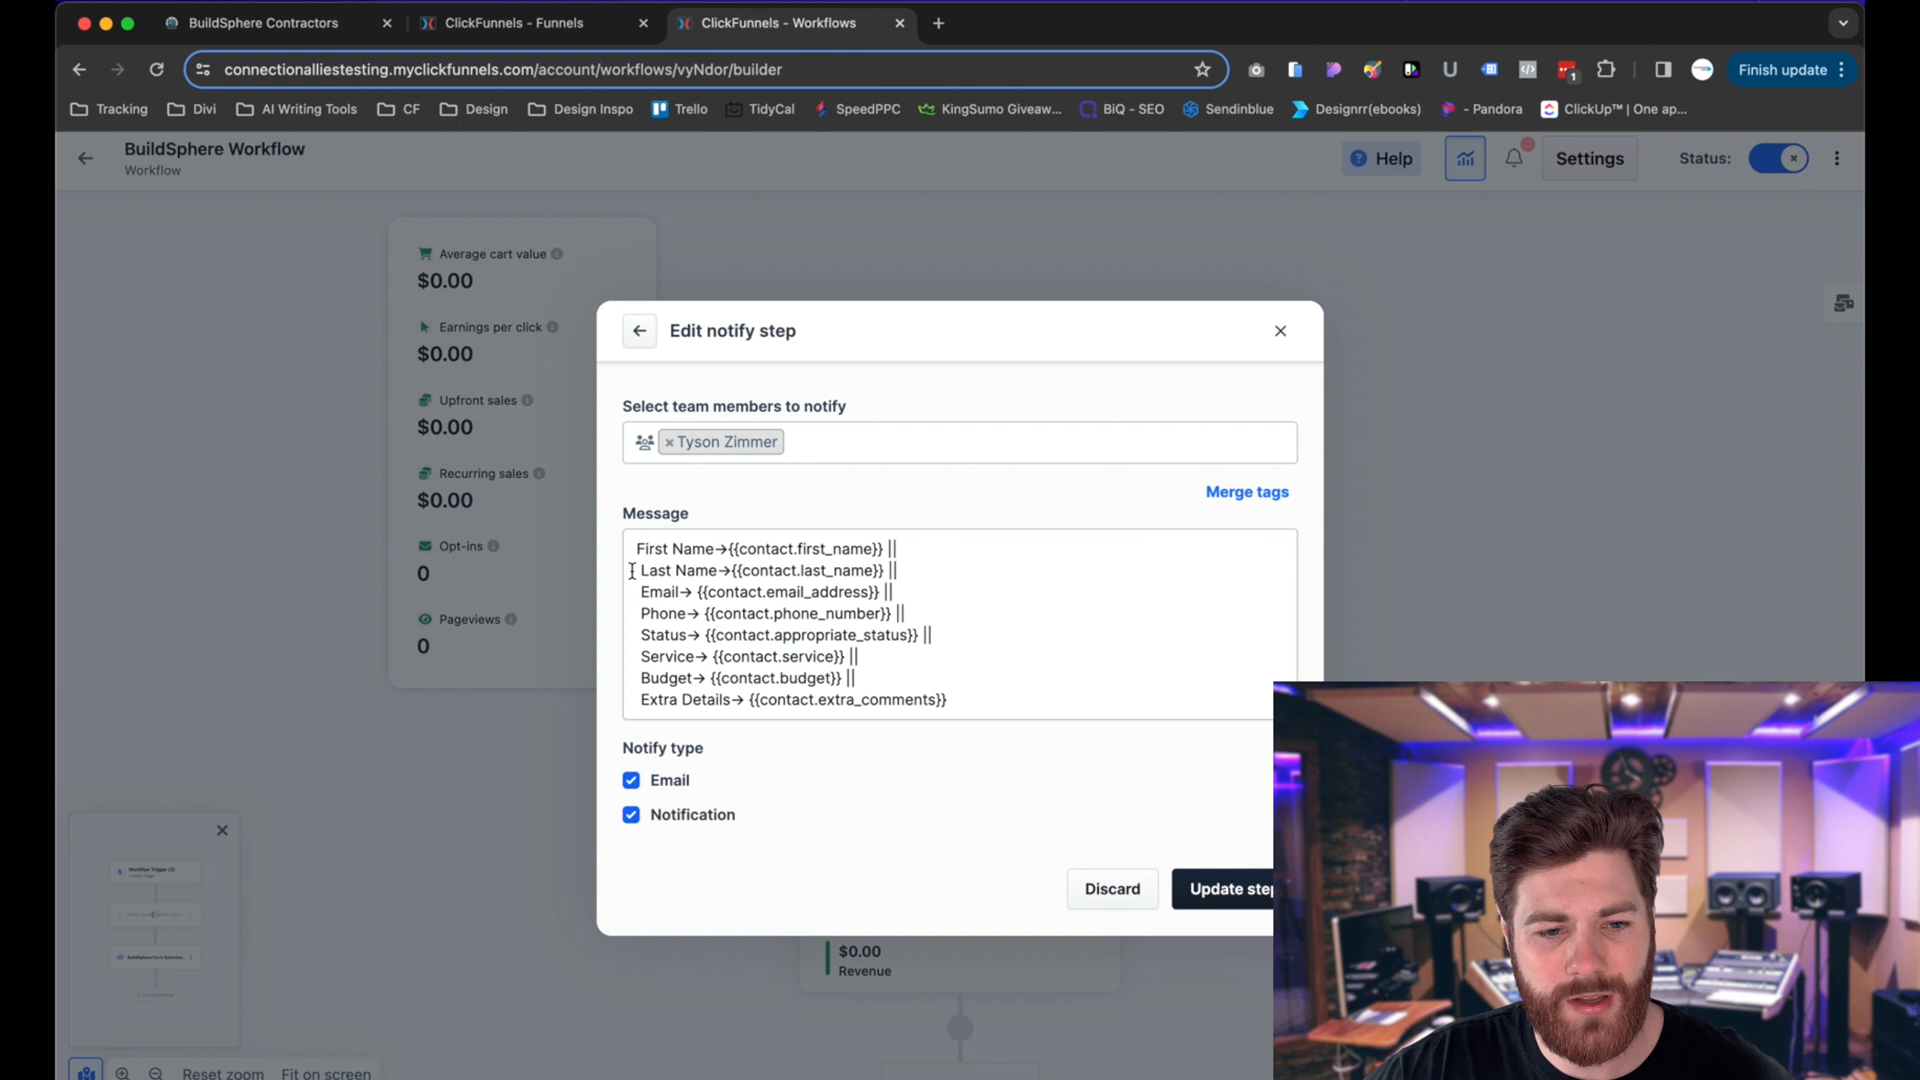 BuildSphere Contractors
ClickFunnels - Funnels
ClickFunnels - Workflows
connectionalliestesting.myclickfunnels.com/account/workflows/vyNdor/builder
1
Finish update
Tracking
Divi
AI Writing Tools
CF
Design
Design Inspo
Trello
TidyCal
SpeedPPC
KingSumo Giveaw...
BiQ - SEO
Sendinblue
Designrr(ebooks)
- Pandora
ClickUp™ | One ap...
BuildSphere Workflow
Workflow
Help
Settings
Status:
Average cart value
$0.00
Earnings per click
$0.00
Upfront sales
$0.00
Recurring sales
$0.00
Opt-ins
0
Pageviews
0
Edit notify step
Select team members to notify
× Tyson Zimmer
Merge tags
Message
First Name→{{contact.first_name}} ||
Last Name→{{contact.last_name}} ||
Email→ {{contact.email_address}} ||
Phone→ {{contact.phone_number}} ||
Status→ {{contact.appropriate_status}} ||
Service→ {{contact.service}} ||
Budget→ {{contact.budget}} ||
Extra Details→ {{contact.extra_comments}}
Notify type
Email
Notification
Discard
Update step
$0.00
Revenue
Workflow Trigger
Reset zoom
Fit on screen